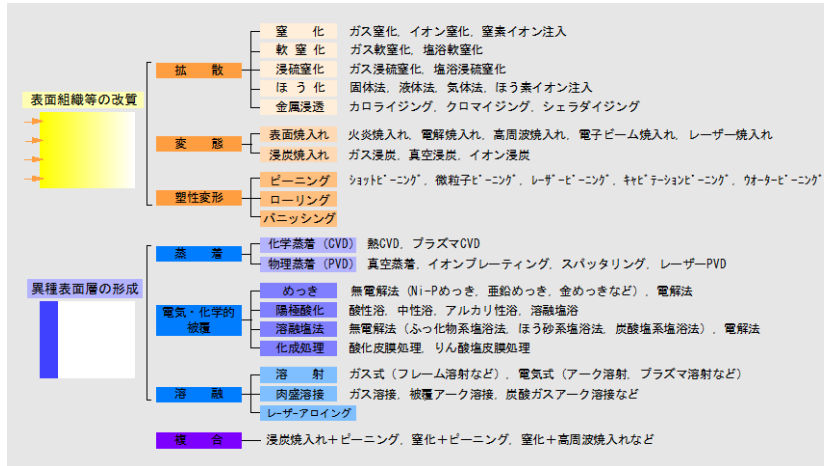 窒 化 ガス窒化，イオン窒化，窒素イオン注入
軟 窒 化 ガス軟窒化，塩浴軟窒化
拡 散 浸硫窒化 ガス浸硫窒化，塩浴浸硫窒化
ほ う 化 固体法，液体法，気体法，ほう素イオン注入
表面組織等の改質 金属浸透 カロライジング，クロマイジング，シェラダイジング
変 態 表面焼入れ 火炎焼入れ，電解焼入れ，高周波焼入れ，電子ビーム焼入れ，レーザー焼入れ
浸炭焼入れ ガス浸炭，真空浸炭，イオン浸炭
ピーニング ｼｮｯﾄﾋﾟｰﾆﾝｸﾞ，微粒子ﾋﾟｰﾆﾝｸﾞ，ﾚｰｻﾞｰﾋﾟｰﾆﾝｸﾞ，ｷｬﾋﾞﾃｰｼｮﾝﾋﾟｰﾆﾝｸﾞ，ｳｵｰﾀｰﾋﾟｰﾆﾝｸﾞ
塑性変形 ローリング
バニッシング
蒸 着 化学蒸着（CVD） 熱CVD，プラズマCVD
物理蒸着（PVD） 真空蒸着，イオンプレーティング，スパッタリング，レーザーPVD
異種表面層の形成 めっき 無電解法（Ni-Pめっき，亜鉛めっき，金めっきなど），電解法
電気・化学的 陽極酸化 酸性浴，中性浴，アルカリ性浴，溶融塩浴
被覆 溶融塩法 無電解法（ふっ化物系塩浴法，ほう砂系塩浴法，炭酸塩系塩浴法），電解法
化成処理 酸化皮膜処理，りん酸塩皮膜処理
溶 射 ガス式（フレーム溶射など），電気式（アーク溶射，プラズマ溶射など）
溶 融 肉盛溶接 ガス溶接，被覆アーク溶接，炭酸ガスアーク溶接など
ﾚｰｻﾞｰアロイング
複 合 浸炭焼入れ＋ピーニング，窒化＋ピーニング，窒化＋高周波焼入れなど